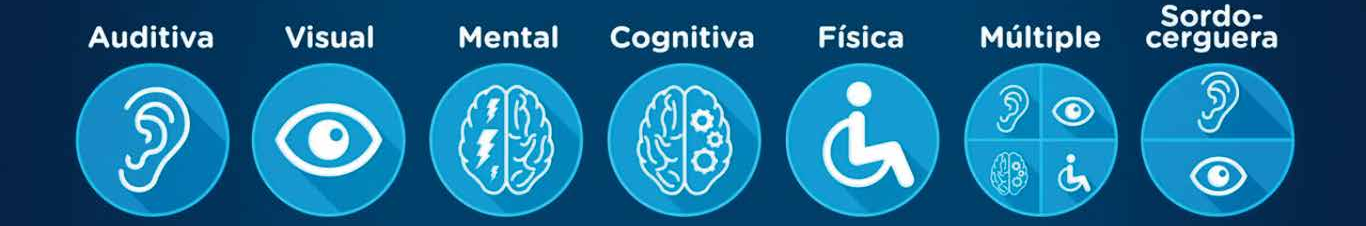 Auditiva
Visual
Mental
Cognitiva
Física
Múltiple
Sordo-
cerguera